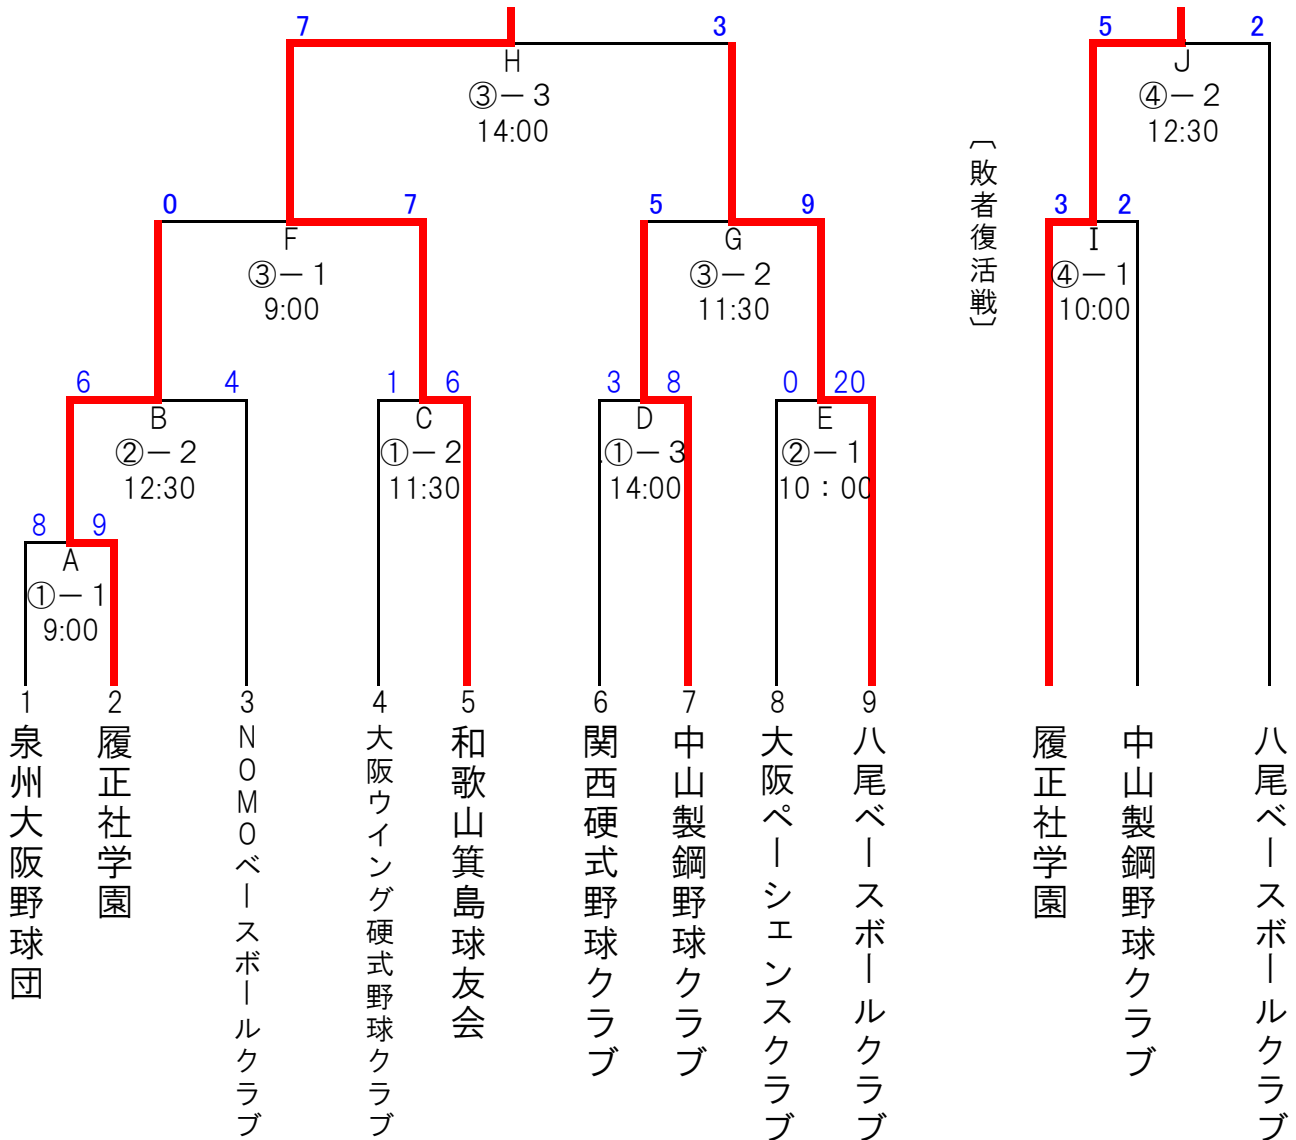 7 3
H
③－３
14:00
0 7
F
③－１
9:00
5 9
G
③－２
11:30
6 4
B
②－２
12:30
1 6
C
①－２
11:30
3 8
D
①－３
14:00
0 20
E
②－１
10：00
8 9
A
①－１
9:00
1
泉州大阪野球団
2
履正社学園
3
ＮＯＭＯベースボールクラブ
4
大阪ウイング硬式野球クラブ
5
和歌山箕島球友会
6
関西硬式野球クラブ
7
中山製鋼野球クラブ
8
大阪ペーシェンスクラブ
9
八尾ベースボールクラブ
〔敗者復活戦〕
5 2
J
④－２
12:30
3 2
I
④－１
10:00
履正社学園
中山製鋼野球クラブ
八尾ベースボールクラブ